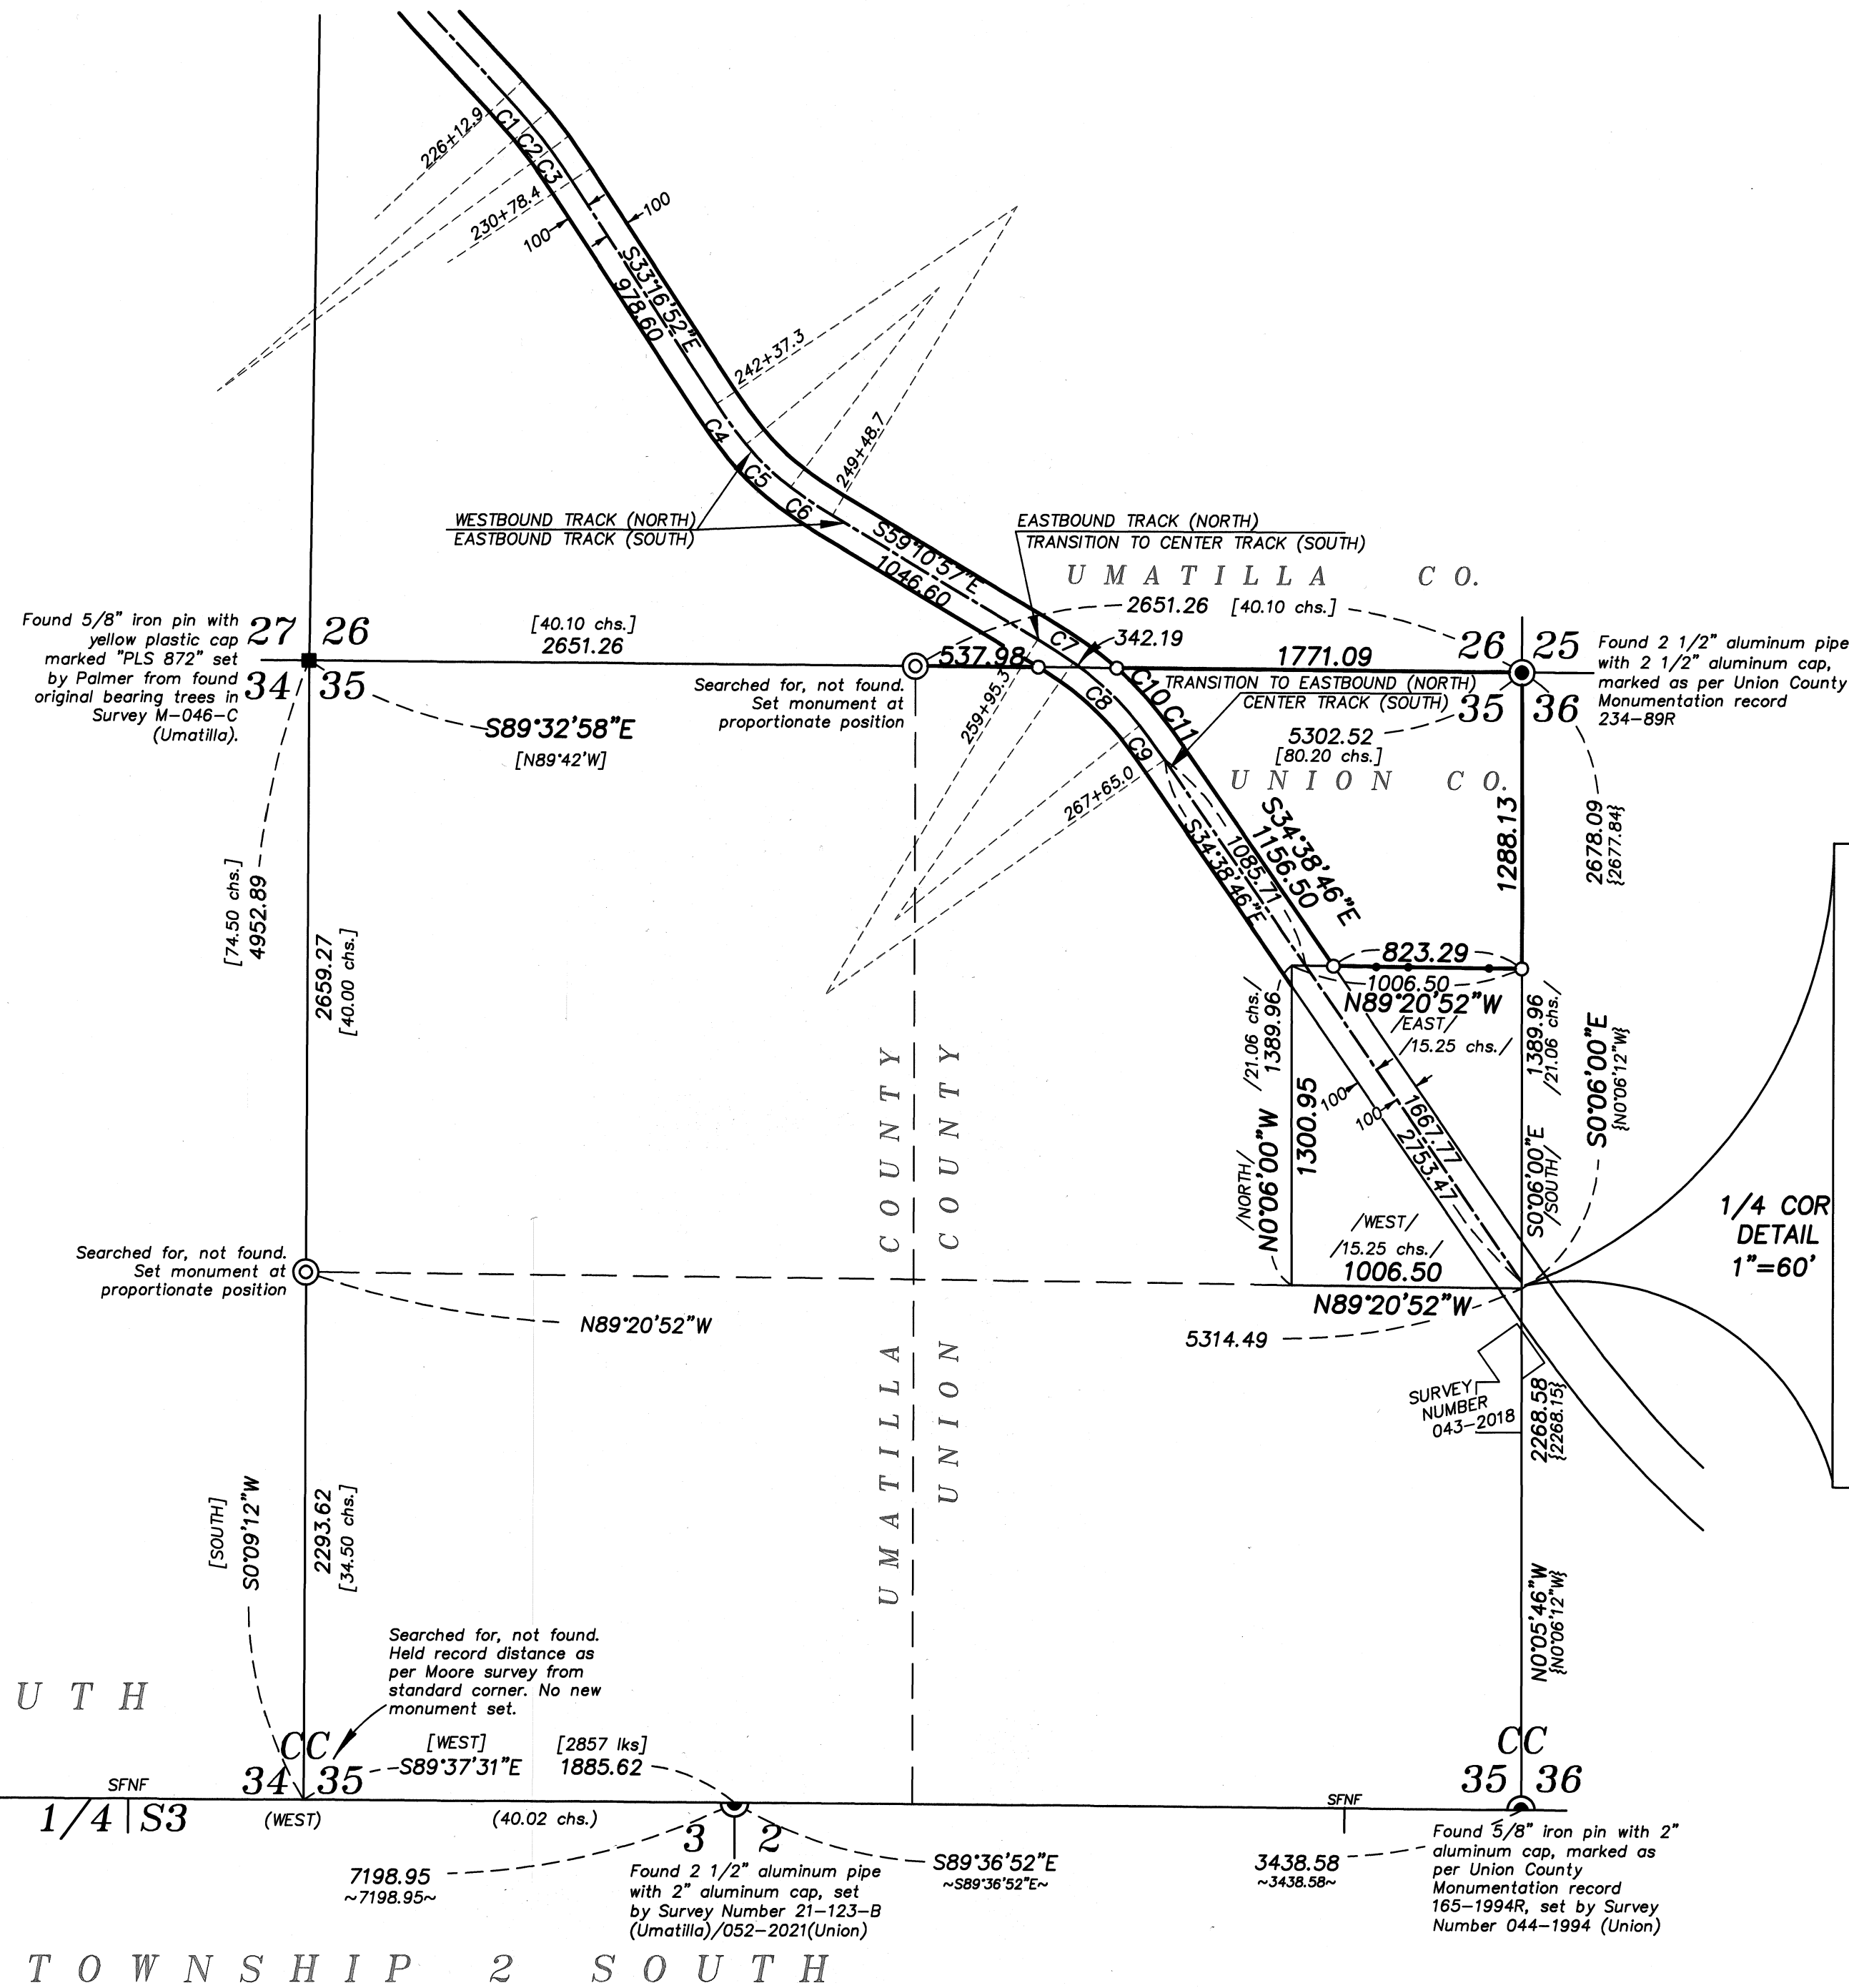 226+12.9
C1
C2
C3
230+78.4
100
100
S33°16'52"E
978.60
242+37.3
249+48.7
C4
C5
C6
WESTBOUND TRACK (NORTH)
EASTBOUND TRACK (SOUTH)
S59°10'57"E
1046.60
EASTBOUND TRACK (NORTH)
TRANSITION TO CENTER TRACK (SOUTH)
UMATILLA CO.
2651.26 [40.10 chs.]
Found 5/8" iron pin with
yellow plastic cap
marked "PLS 872" set
by Palmer from found
original bearing trees in
Survey M-046-C
(Umatilla).
27 26
34 35
[40.10 chs.]
2651.26
S89°32'58"E
[N89°42'W]
537.98
Searched for, not found.
Set monument at
proportionate position
C7
342.19
1771.09
26 25
35 36
Found 2 1/2" aluminum pipe
with 2 1/2" aluminum cap,
marked as per Union County
Monumentation record
234-89R
C8
C9
C10
C11
TRANSITION TO EASTBOUND (NORTH)
CENTER TRACK (SOUTH)
5302.52
[80.20 chs.]
UNION CO.
259+95.3
267+65.0
[74.50 chs.]
4952.89
2659.27
[40.00 chs.]
S34°38'46"E
1085.71
S34°38'46"E
1156.50
1288.13
2678.09
{2677.84}
823.29
1006.50
N89°20'52"W
/EAST/
/15.25 chs./
/21.06 chs./
1389.96
1389.96
/21.06 chs./
S0°06'00"E
{N0°06'12"W}
/NORTH/
N0°06'00"W
1300.95
100
100
1667.77
2753.47
S0°06'00"E
/SOUTH/
/WEST/
/15.25 chs./
1006.50
N89°20'52"W
5314.49
1/4 COR
DETAIL
1"=60'
UMATILLA COUNTY
UNION COUNTY
Searched for, not found.
Set monument at
proportionate position
N89°20'52"W
SURVEY
NUMBER
043-2018
2268.58
{2268.15}
[SOUTH]
S0°09'12"W
2293.62
[34.50 chs.]
N0°05'46"W
{N0°06'12"W}
Searched for, not found.
Held record distance as
per Moore survey from
standard corner. No new
monument set.
UTH
CC
34 35
[WEST]
S89°37'31"E
[2857 lks]
1885.62
CC
35 36
SFNF
1/4 S3
(WEST)
(40.02 chs.)
SFNF
3 2
7198.95
~7198.95~
Found 2 1/2" aluminum pipe
with 2" aluminum cap, set
by Survey Number 21-123-B
(Umatilla)/052-2021(Union)
S89°36'52"E
~S89°36'52"E~
3438.58
~3438.58~
Found 5/8" iron pin with 2"
aluminum cap, marked as
per Union County
Monumentation record
165-1994R, set by Survey
Number 044-1994 (Union)
TOWNSHIP 2 SOUTH